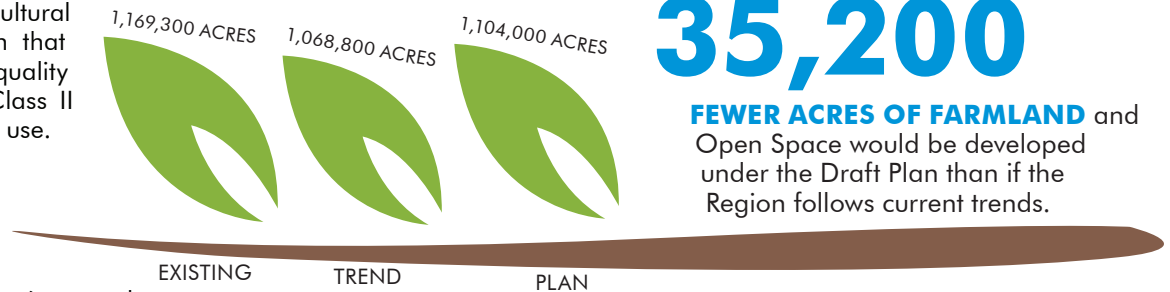 ultural
that
quality
Class II
use.
1,169,300 ACRES
1,068,800 ACRES
1,104,000 ACRES
35,200
FEWER ACRES OF FARMLAND and
Open Space would be developed
under the Draft Plan than if the
Region follows current trends.
EXISTING
TREND
PLAN